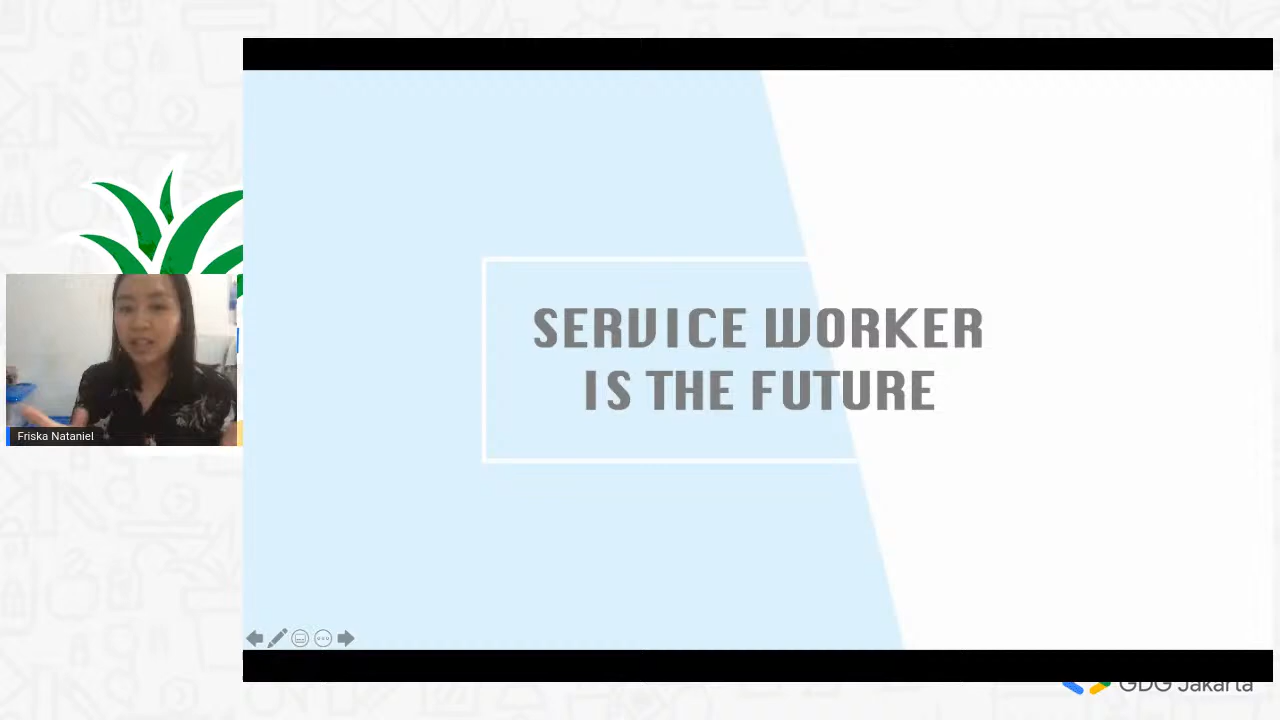 SERVICE WORKER
IS THE FUTURE
Friska Nataniel
GDG Jakarta